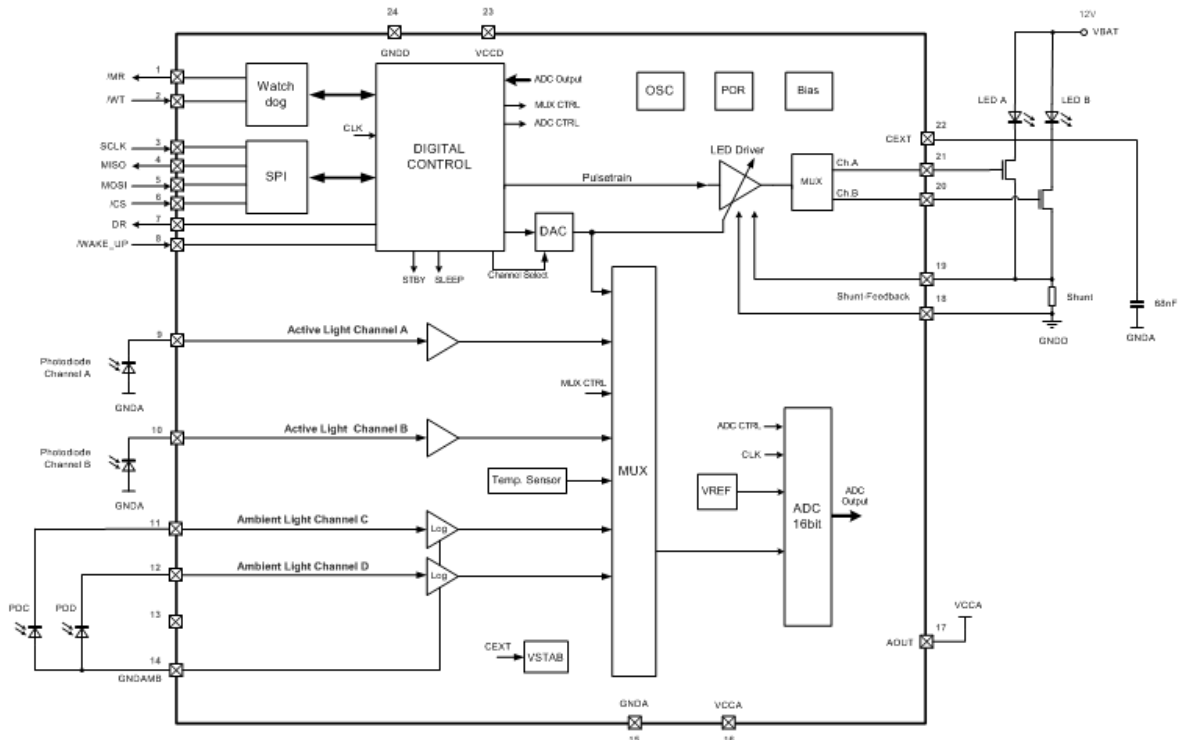 24
23
12V
VBAT
GNDD
VCCD
/MR
1
/WT
2
Watch
dog
ADC Output
MUX CTRL
ADC CTRL
CLK
OSC
POR
Bias
LED A
LED B
22
CEXT
SCLK
3
MISO
4
MOSI
5
/CS
6
DR
7
/WAKE_UP
8
SPI
DIGITAL
CONTROL
LED Driver
Pulsetrain
MUX
Ch.A
21
Ch.B
20
DAC
STBY
SLEEP
Channel Select
19
Shunt-Feedback
18
Shunt
68nF
GNDA
9
Active Light Channel A
Photodiode
Channel A
GNDA
MUX CTRL
10
Active Light Channel B
Photodiode
Channel B
GNDA
ADC CTRL
CLK
Temp. Sensor
MUX
VREF
ADC
16bit
ADC
Output
11
Ambient Light Channel C
Log
12
Ambient Light Channel D
Log
PDC
PDD
13
VCCA
17
AOUT
14
GNDAMB
CEXT
VSTAB
GNDA
VCCA